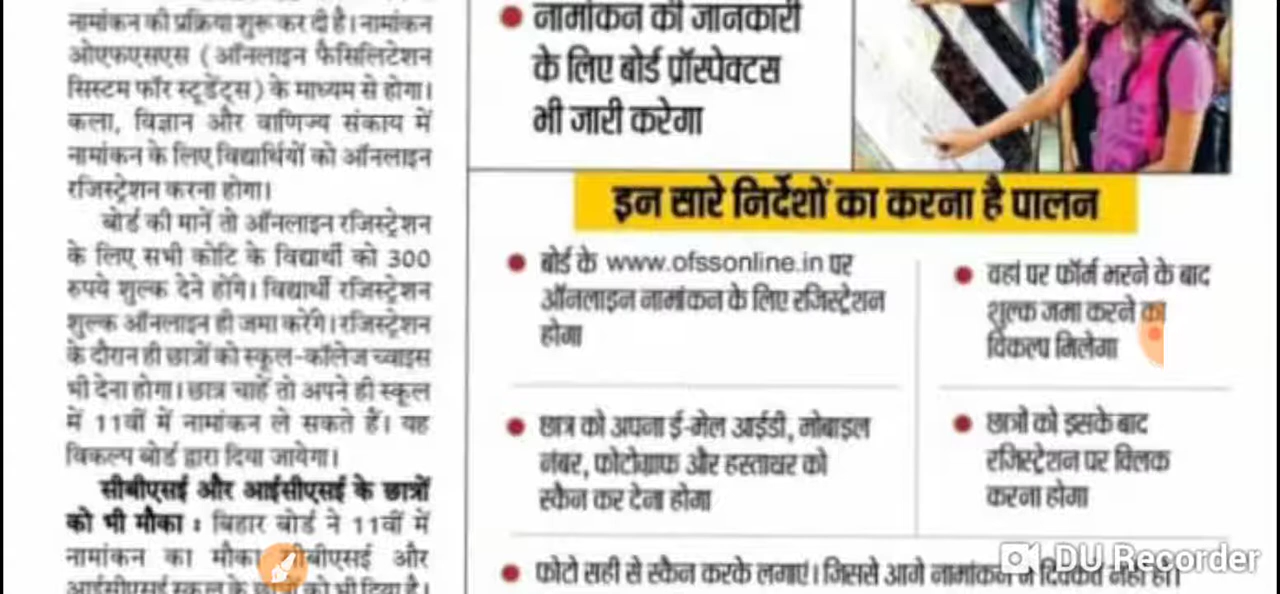 नामांकन की प्रक्रिया शुरू कर दी है। नामांकन
ओएफएसएस ( ऑनलाइन फैसिलिटेशन
सिस्टम फॉर स्टूडेंट्स ) के माध्यम से होगा।
कला, विज्ञान और वाणिज्य संकाय में
नामांकन के लिए विद्यार्थियों को ऑनलाइन
रजिस्ट्रेशन करना होगा।
बोर्ड की मानें तो ऑनलाइन रजिस्ट्रेशन
के लिए सभी कोटि के विद्यार्थी को 300
रुपये शुल्क देने होंगे। विद्यार्थी रजिस्ट्रेशन
शुल्क ऑनलाइन ही जमा करेंगे। रजिस्ट्रेशन
के दौरान ही छात्रों को स्कूल-कॉलेज च्वाइस
भी देना होगा। छात्र चाहें तो अपने ही स्कूल
में 11वीं में नामांकन ले सकते हैं। यह
विकल्प बोर्ड द्वारा दिया जायेगा।
सीबीएसई और आईसीएसई के छात्रों
को भी मौका : बिहार बोर्ड ने 11वीं में
नामांकन का मौका सीबीएसई और
आईसीएसई स्कूल के छात्रों को भी दिया है।
• नामांकन की जानकारी
के लिए बोर्ड प्रॉस्पेक्टस
भी जारी करेगा
इन सारे निर्देशों का करना है पालन
• बोर्ड के www.ofssonline.in पर
ऑनलाइन नामांकन के लिए रजिस्ट्रेशन
होगा
• वहां पर फॉर्म भरने के बाद
शुल्क जमा करने का
विकल्प मिलेगा
• छात्र को अपना ई-मेल आईडी, मोबाइल
नंबर, फोटोग्राफ और हस्ताक्षर को
स्कैन कर देना होगा
• छात्रों को इसके बाद
रजिस्ट्रेशन पर क्लिक
करना होगा
• फोटो सही से स्कैन करके लगाएं। जिससे आगे नामांकन में दिक्कत नहीं हो।
DU Recorder